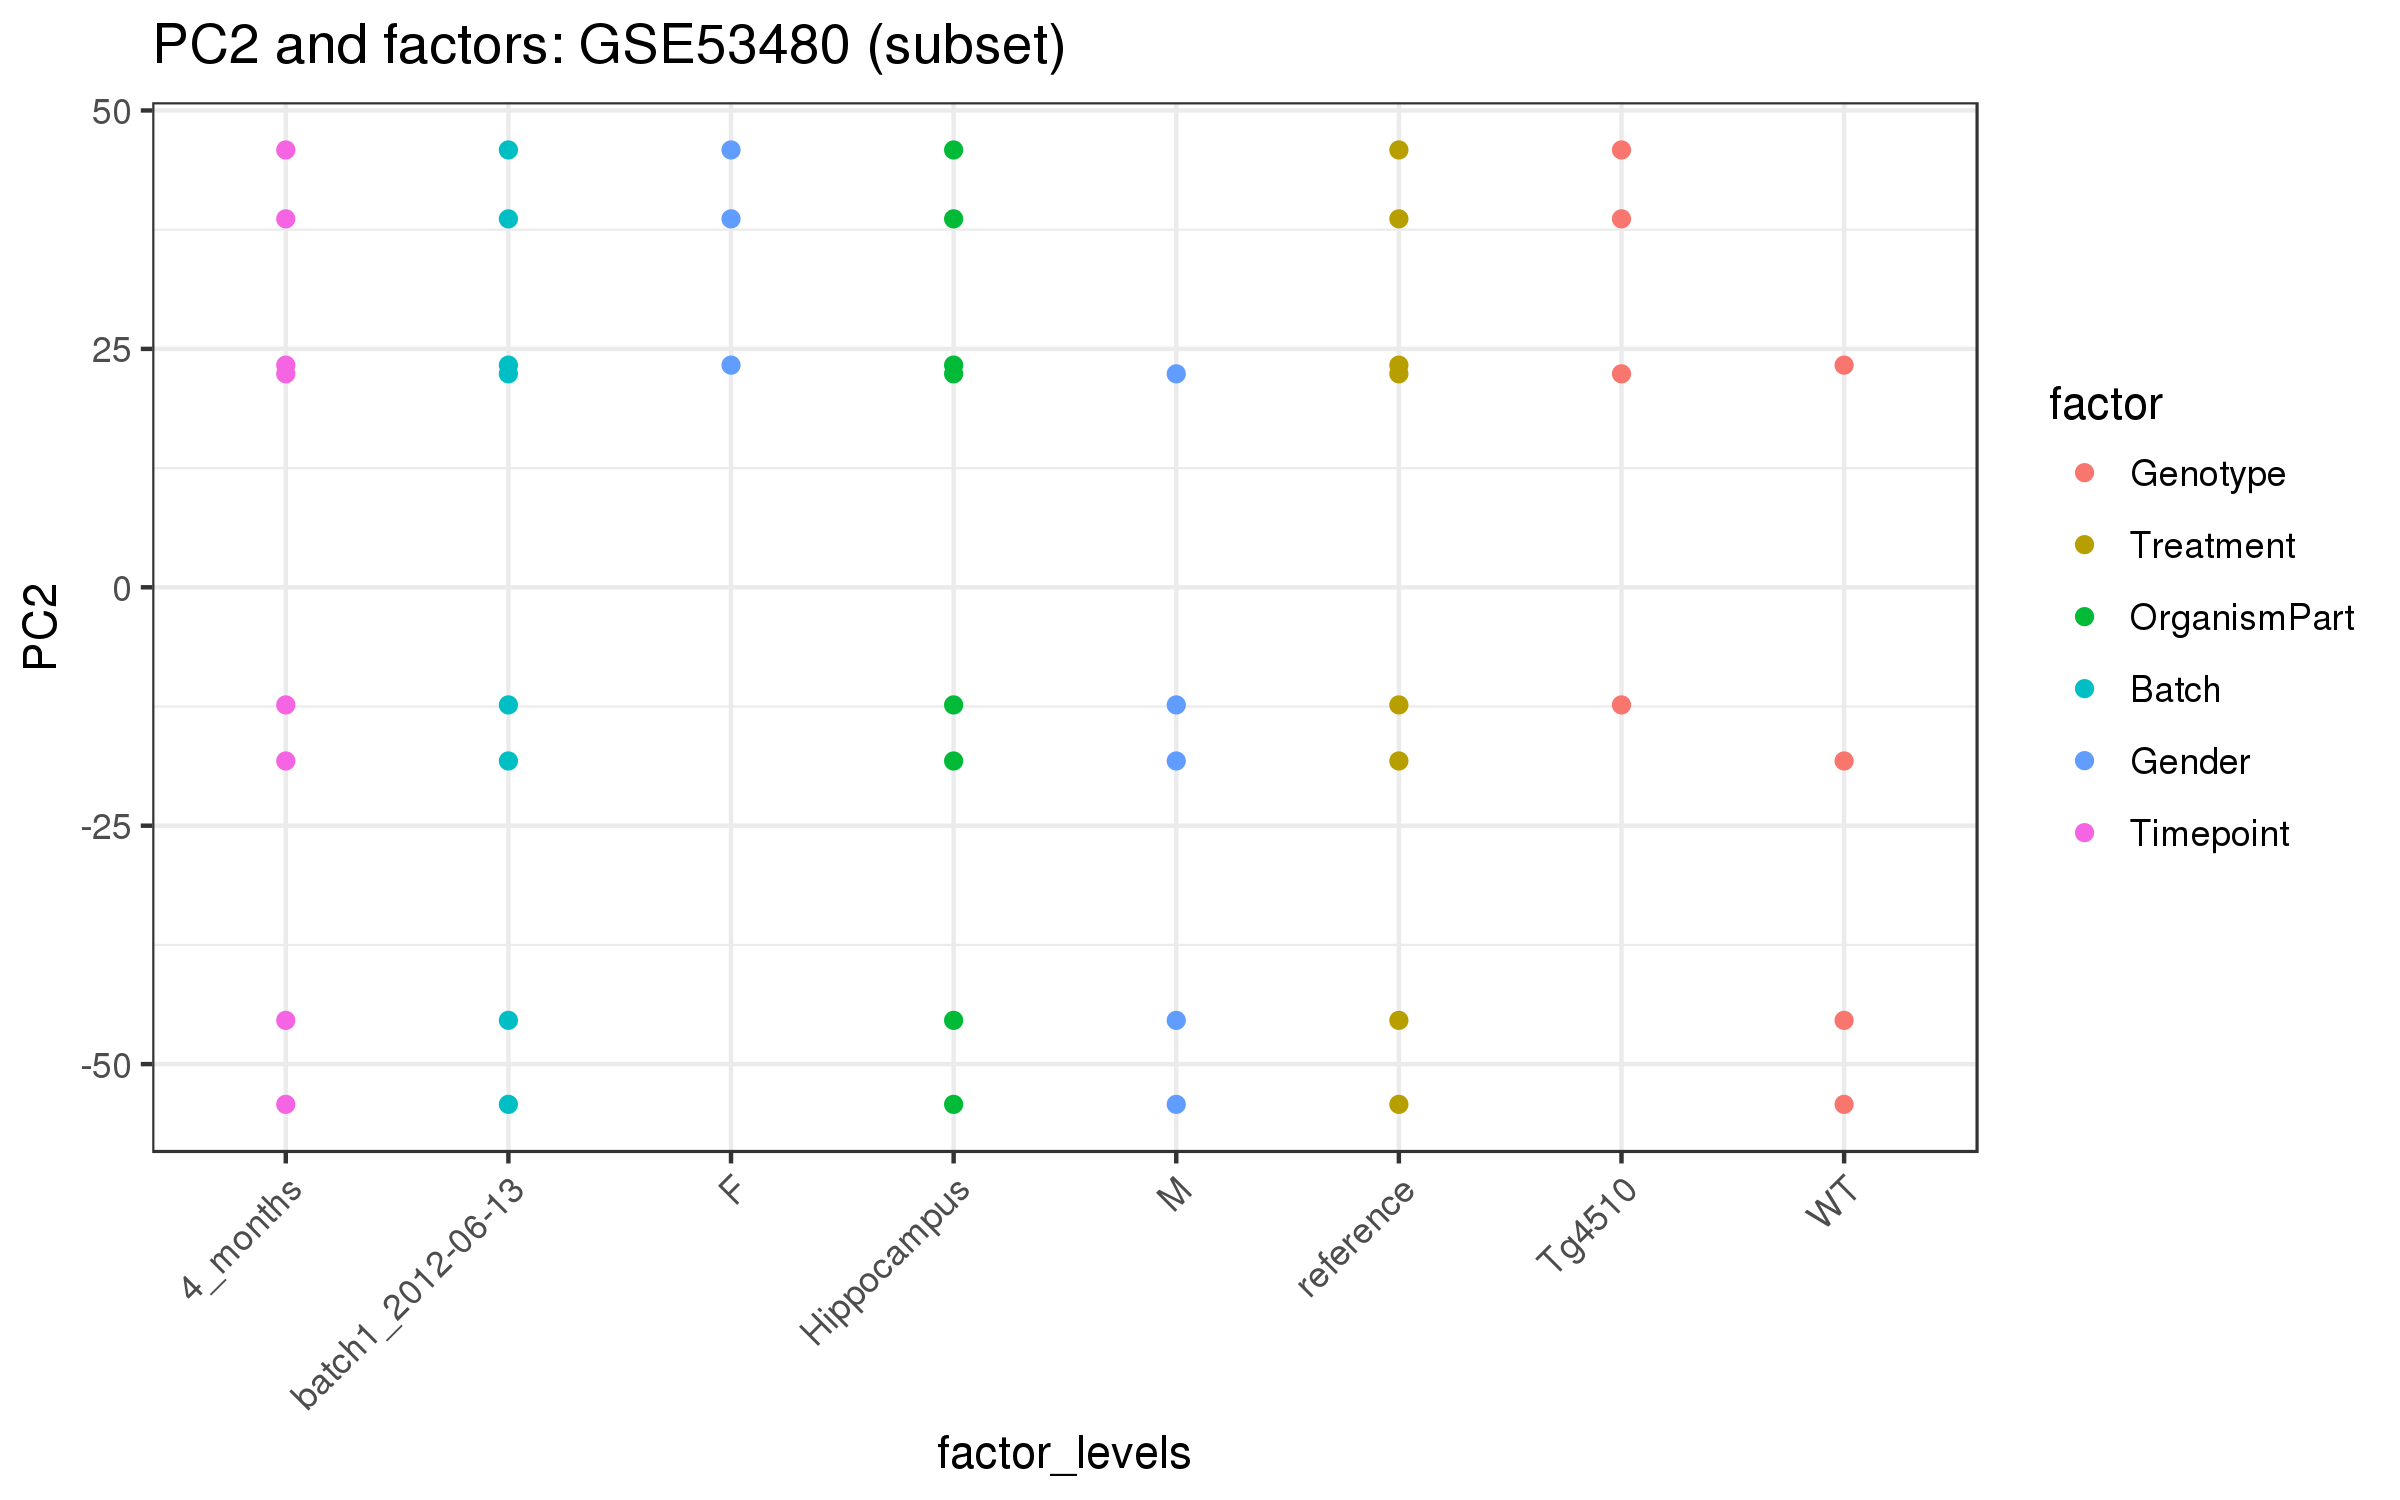 PC2 and factors: GSE53480 (subset)
50
25
0
-25
-50
PC2
4_months
batch1_2012-06-13
F
Hippocampus
M
reference
Tg4510
WT
factor_levels
factor
Genotype
Treatment
OrganismPart
Batch
Gender
Timepoint